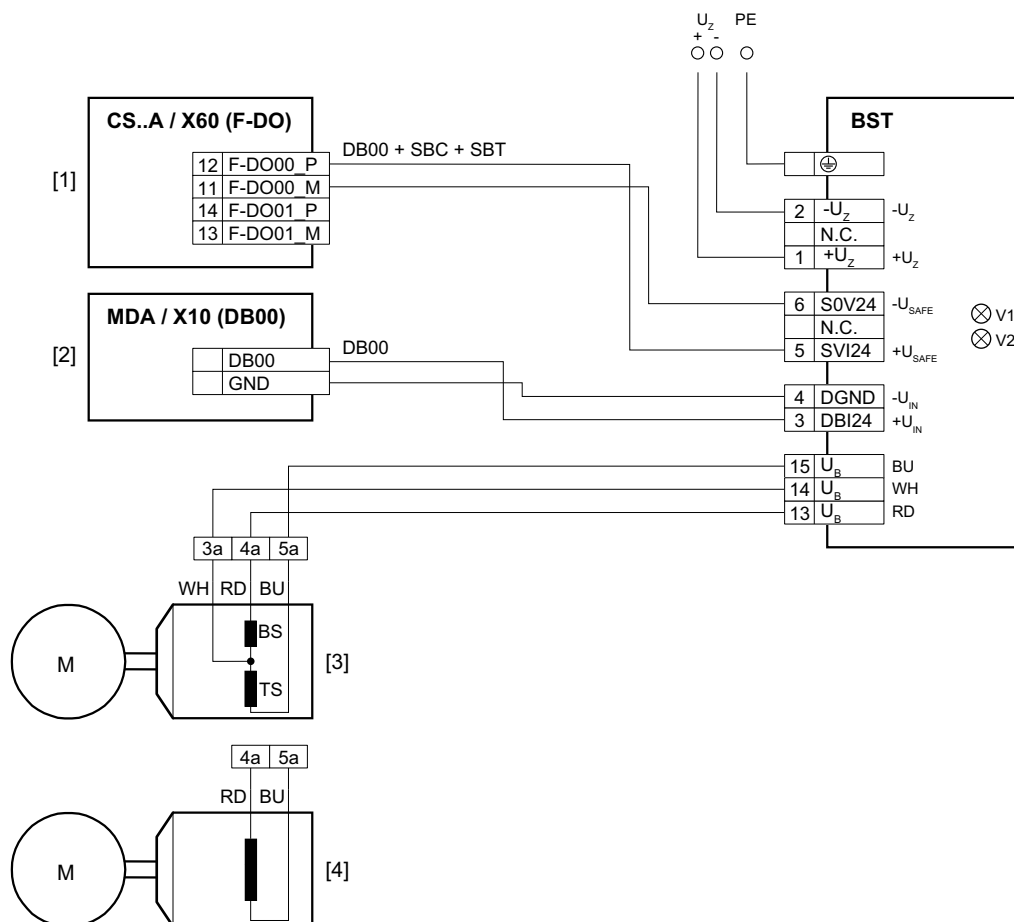 U_Z PE
+ -
CS..A / X60 (F-DO)
BST
DB00 + SBC + SBT
[1]
12 F-DO00_P
11 F-DO00_M
14 F-DO01_P
13 F-DO01_M
2 -U_Z -U_Z
N.C.
1 +U_Z +U_Z
6 S0V24 -U_SAFE
N.C.
5 SVI24 +U_SAFE
V1
V2
MDA / X10 (DB00)
[2]
DB00
DB00
GND
4 DGND -U_IN
3 DBI24 +U_IN
15 U_B BU
14 U_B WH
13 U_B RD
3a 4a 5a
WH RD BU
M
BS
TS
[3]
4a 5a
RD BU
M
[4]